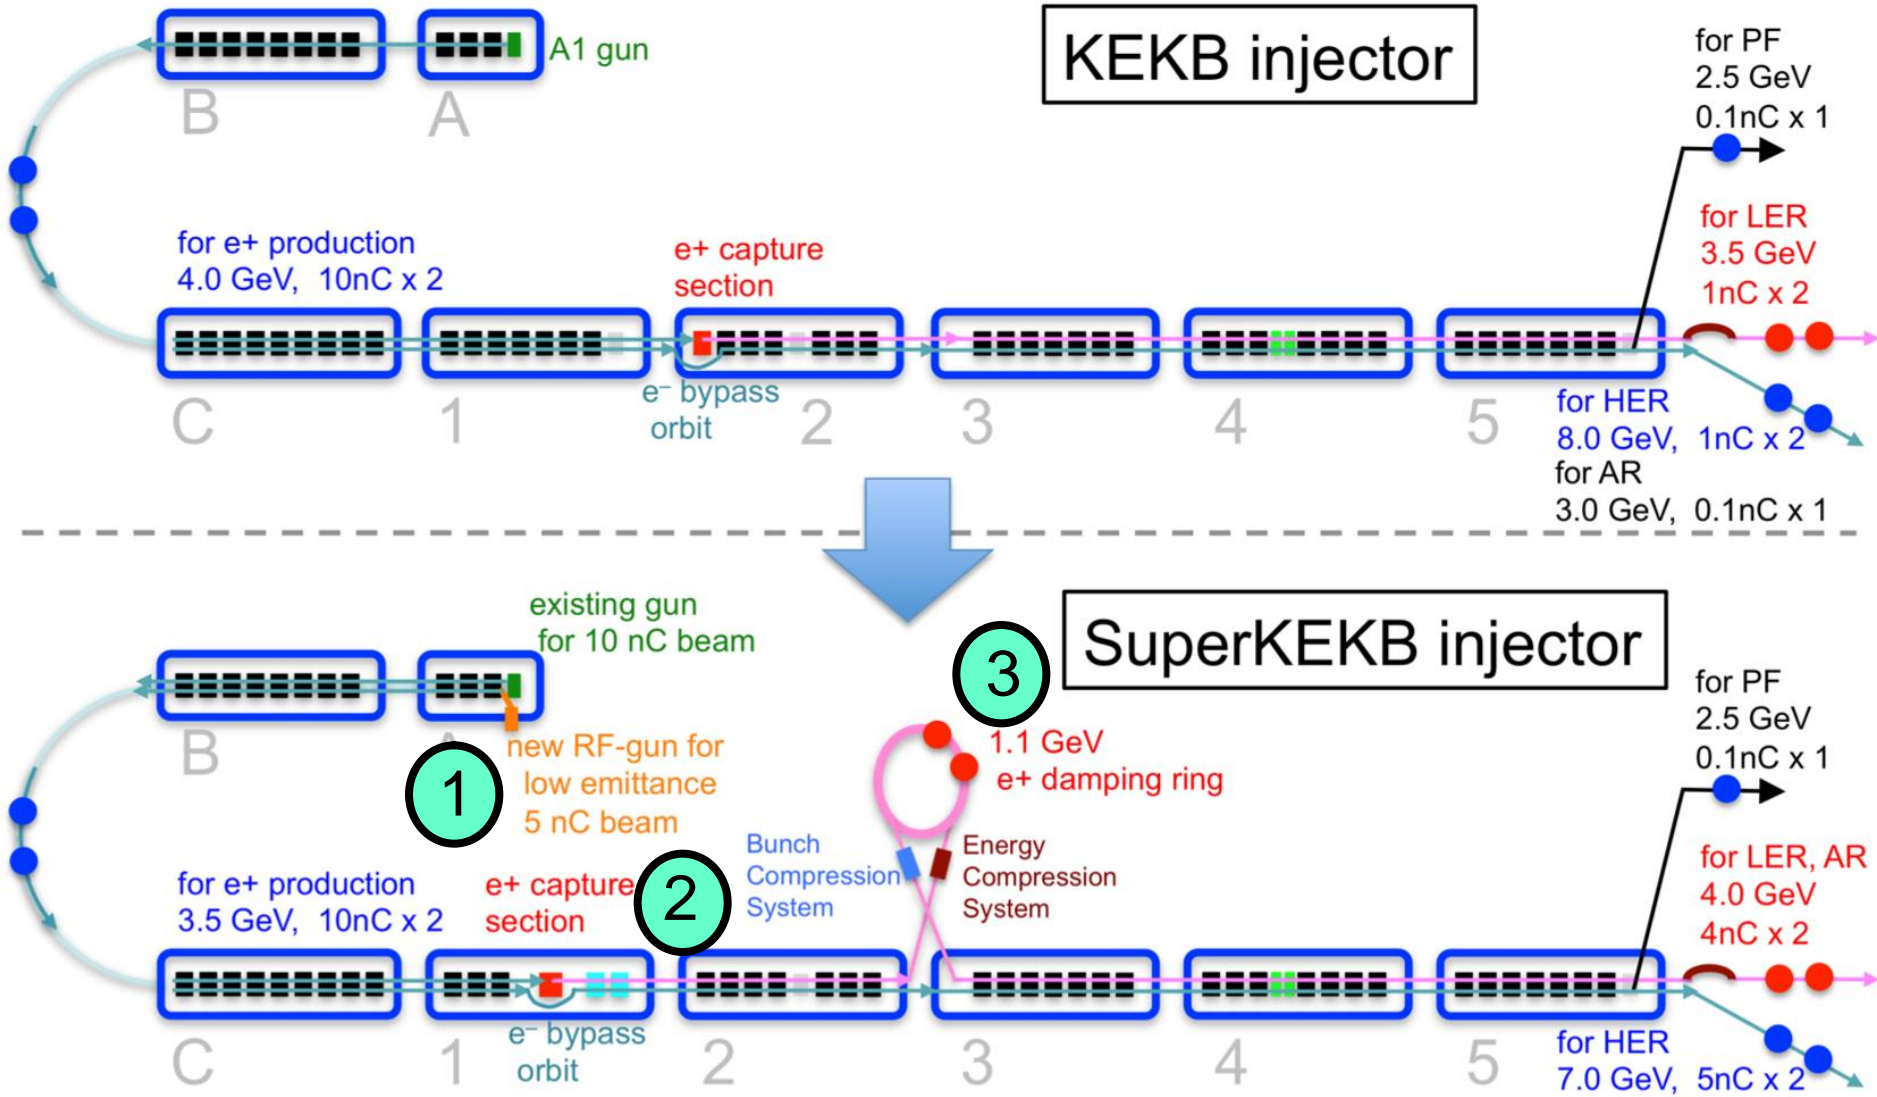 KEKB injector
A1 gun
B
A
for PF
2.5 GeV
0.1nC x 1
for e+ production
4.0 GeV, 10nC x 2
e+ capture
section
for LER
3.5 GeV
1nC x 2
e– bypass
orbit
C
1
2
3
4
5
for HER
8.0 GeV, 1nC x 2
for AR
3.0 GeV, 0.1nC x 1
SuperKEKB injector
existing gun
for 10 nC beam
B
A
1
new RF-gun for
low emittance
5 nC beam
3
1.1 GeV
e+ damping ring
for PF
2.5 GeV
0.1nC x 1
for e+ production
3.5 GeV, 10nC x 2
e+ capture
section
2
Bunch
Compression
System
Energy
Compression
System
for LER, AR
4.0 GeV
4nC x 2
e– bypass
orbit
C
1
2
3
4
5
for HER
7.0 GeV, 5nC x 2